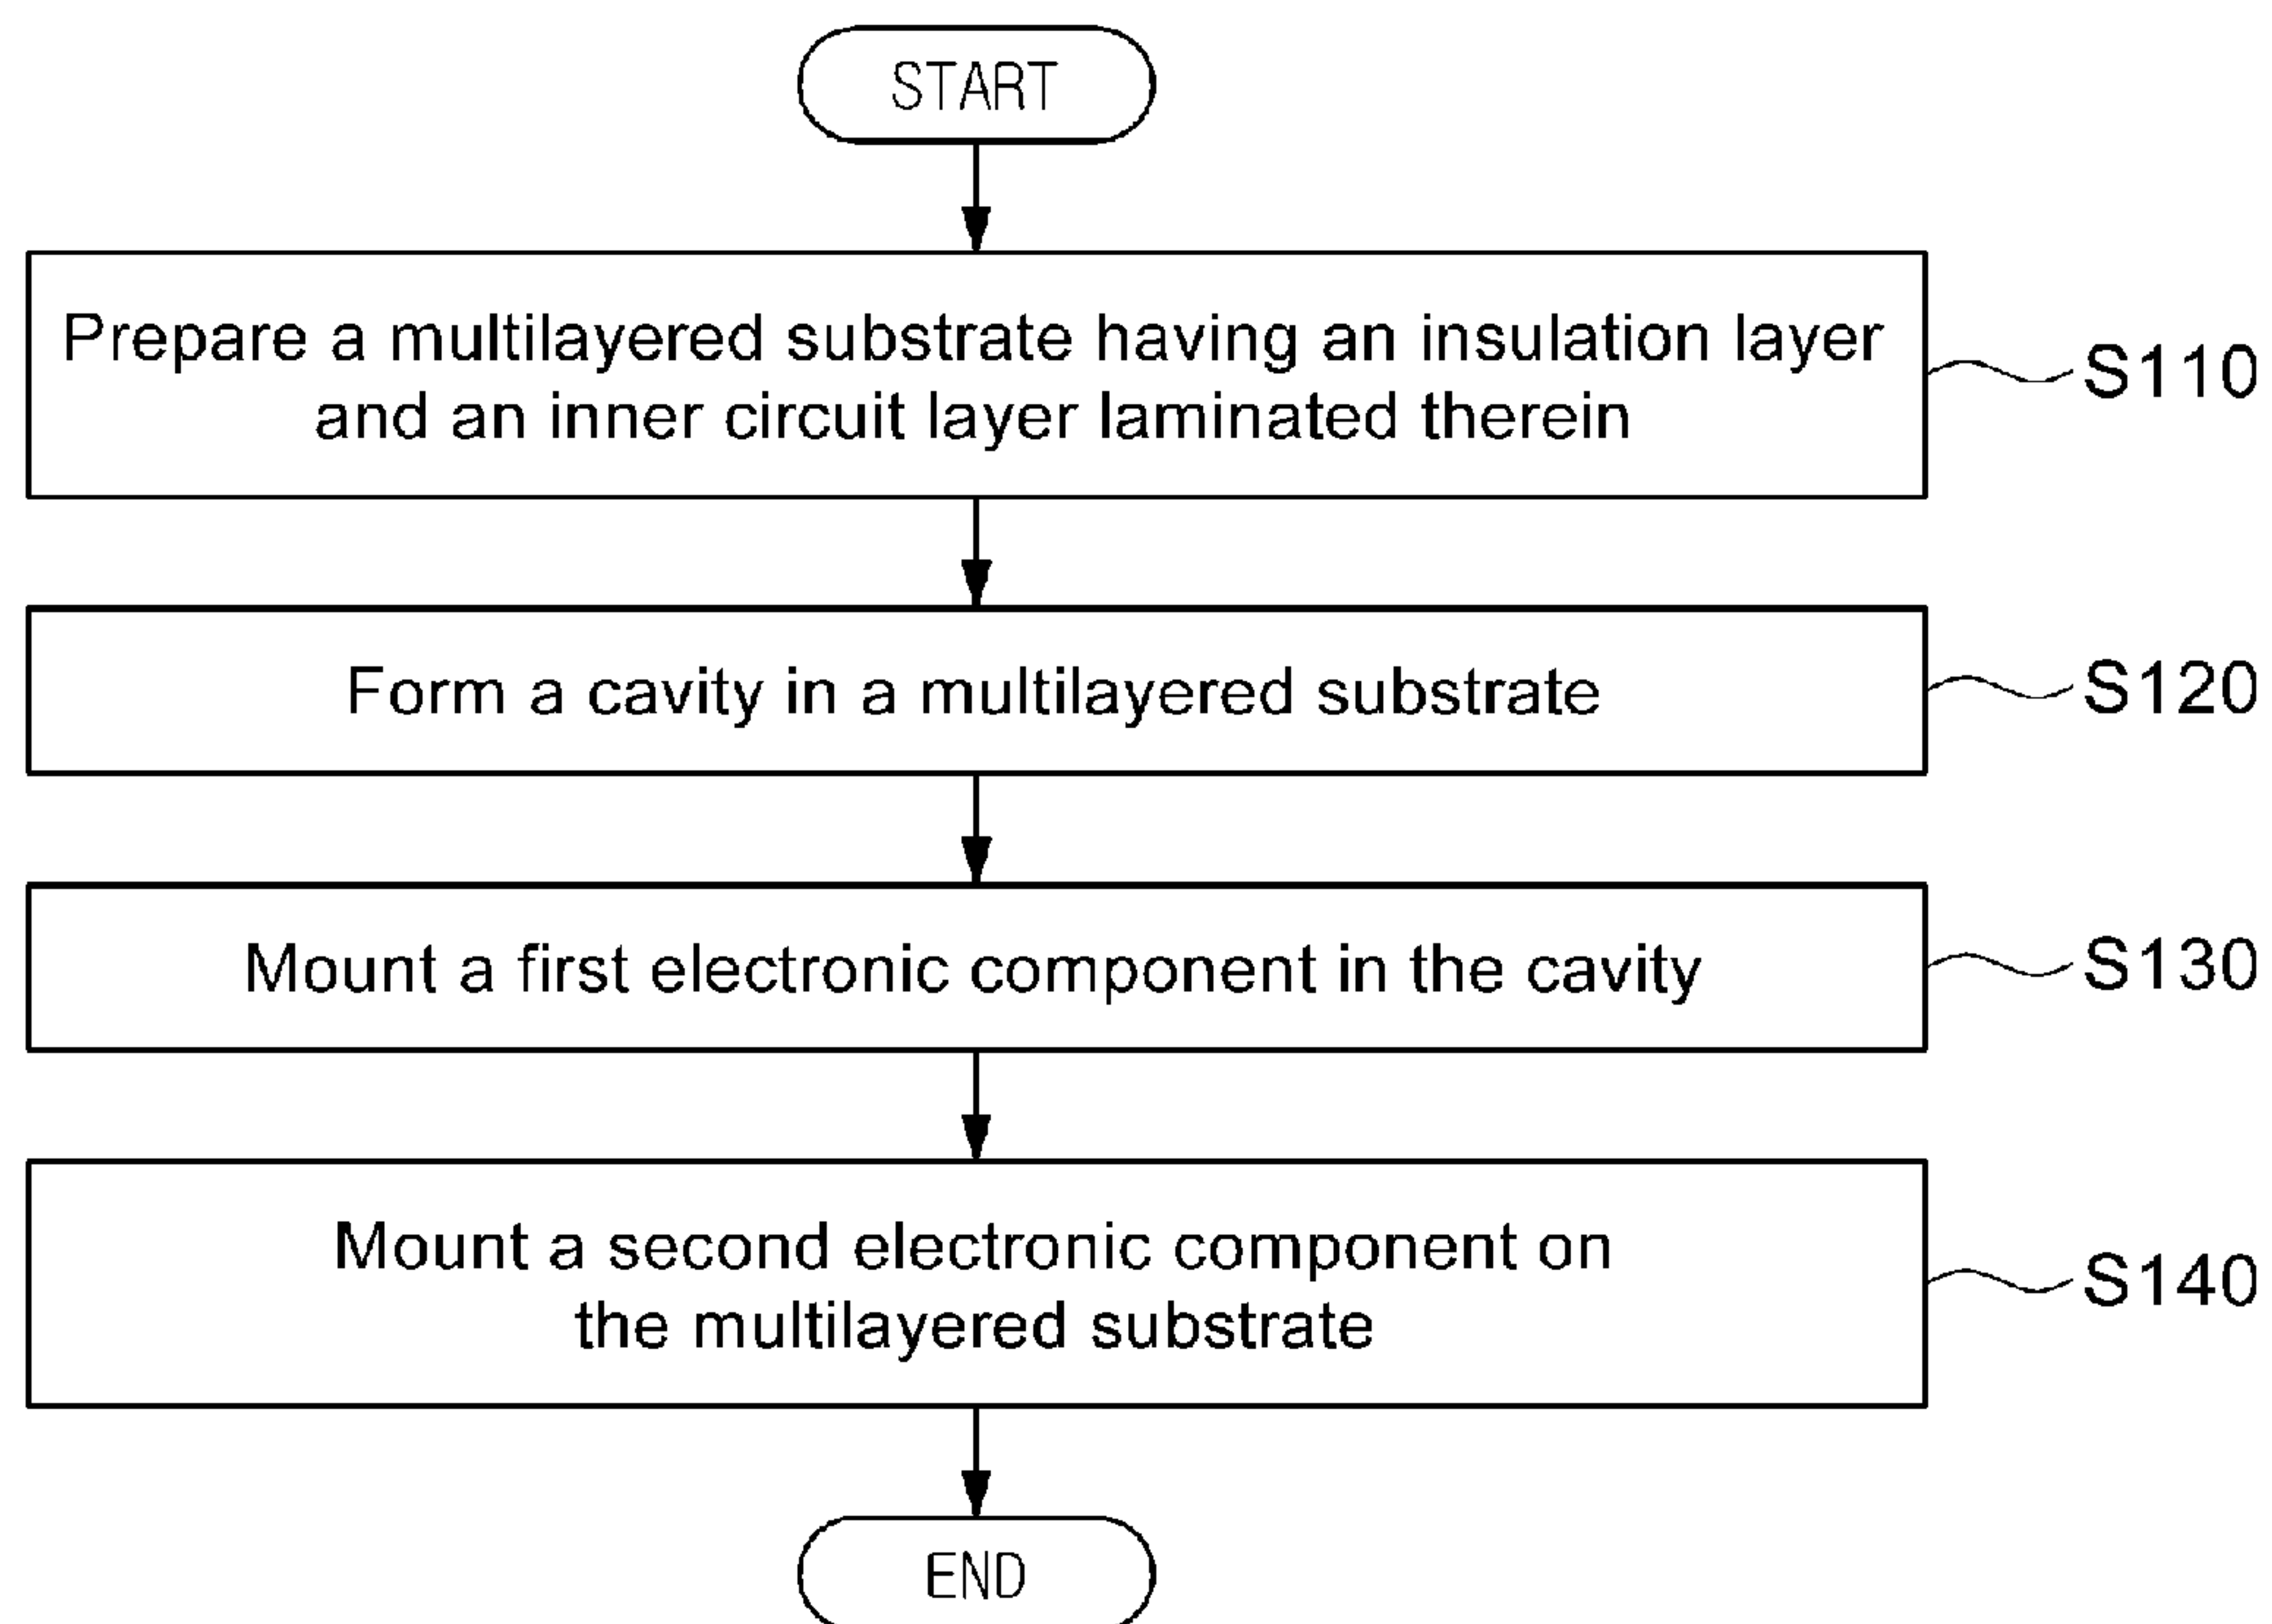 START
Prepare a multilayered substrate having an insulation layer
and an inner circuit layer laminated therein
S110
Form a cavity in a multilayered substrate
S120
Mount a first electronic component in the cavity
S130
Mount a second electronic component on
the multilayered substrate
S140
END